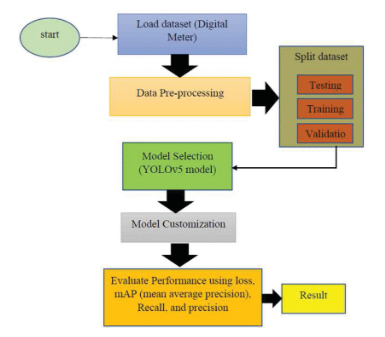 start
Load dataset (Digital
Meter)
Data Pre-processing
Split dataset
Testing
Training
Validatio
Model Selection
(YOLOv5 model)
Model Customization
Evaluate Performance using loss,
mAP (mean average precision),
Recall, and precision
Result